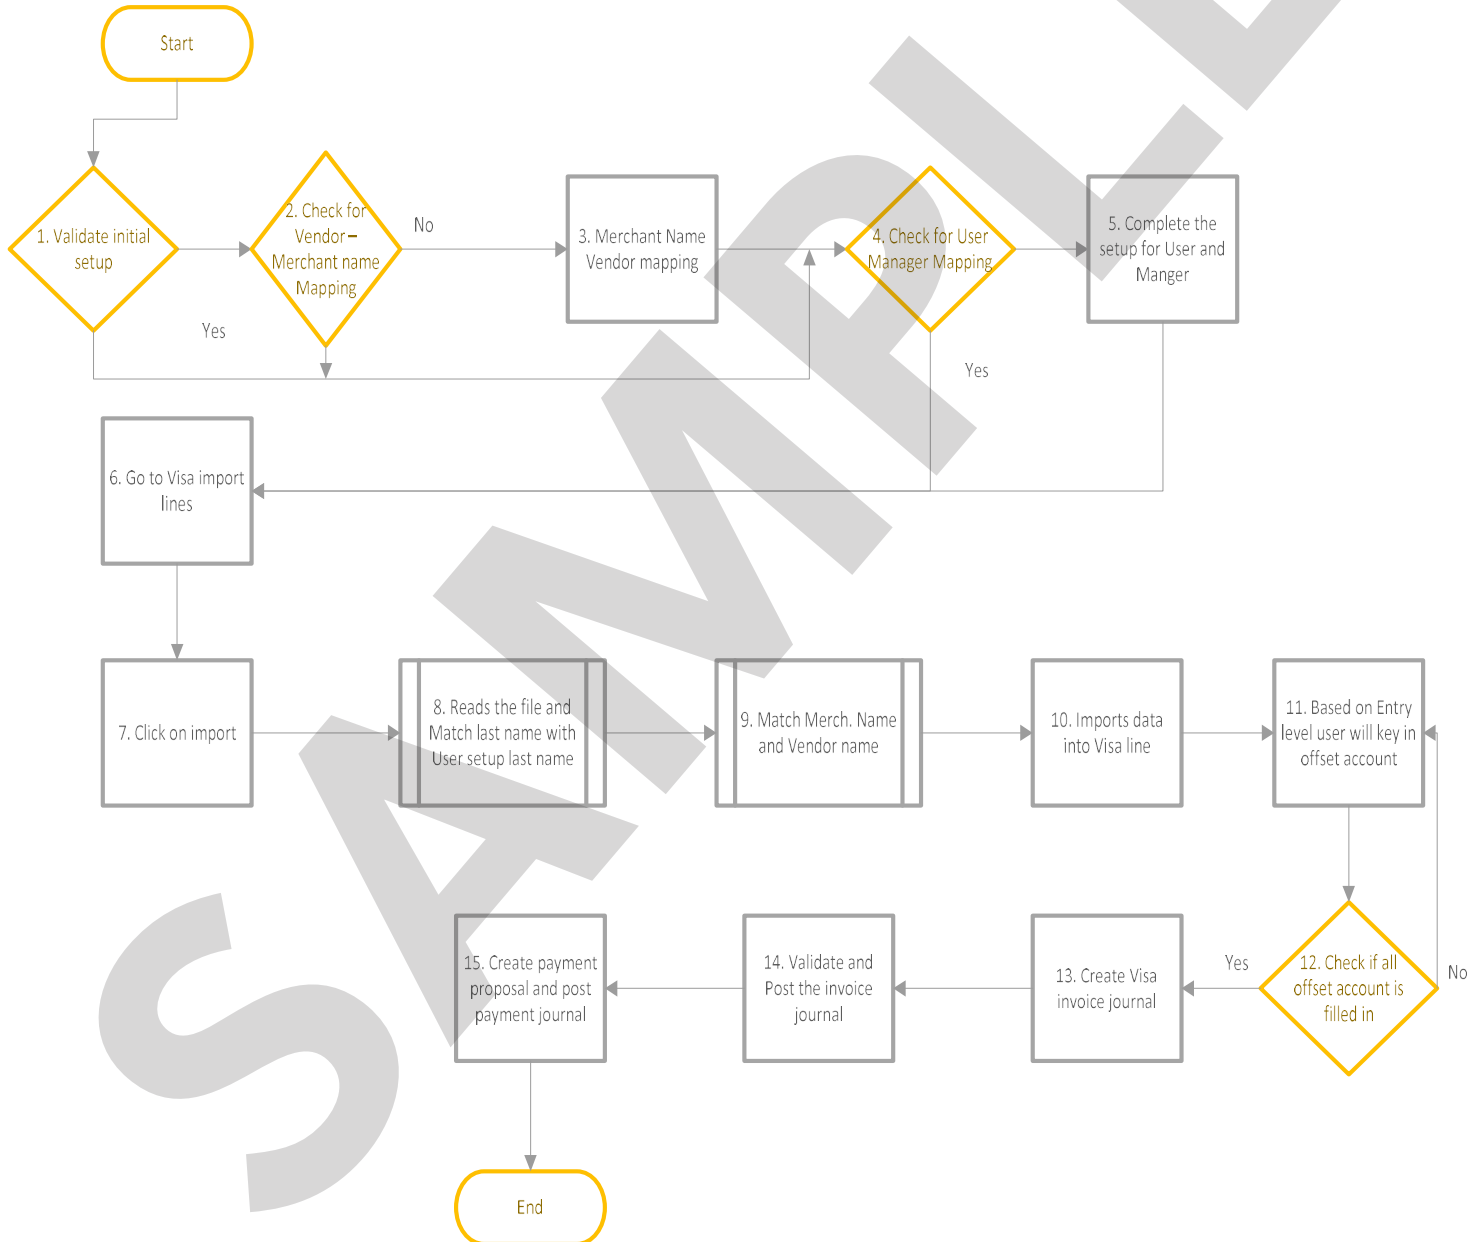 SAMPLE
Start
1. Validate initial
setup
2. Check for
Vendor –
Merchant name
Mapping
No
3. Merchant Name
Vendor mapping
4. Check for User
Manager Mapping
5. Complete the
setup for User and
Manger
Yes
Yes
6. Go to Visa import
lines
7. Click on import
8. Reads the file and
Match last name with
User setup last name
9. Match Merch. Name
and Vendor name
10. Imports data
into Visa line
11. Based on Entry
level user will key in
offset account
15. Create payment
proposal and post
payment journal
14. Validate and
Post the invoice
journal
13. Create Visa
invoice journal
Yes
12. Check if all
offset account is
filled in
No
End